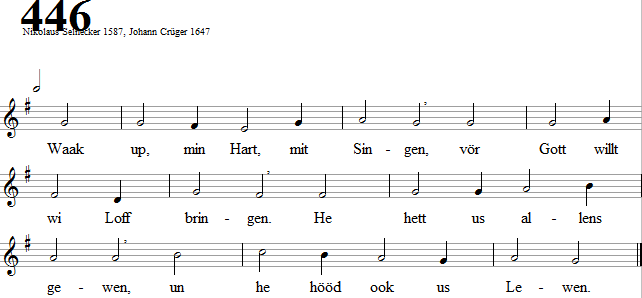 446
Nikolaus Selnecker 1587, Johann Crüger 1647
Waak up, min Hart, mit Sin - gen, vör Gott willt
wi Loff brin - gen. He hett us al - lens
ge - wen, un he hööd ook us Le - wen.